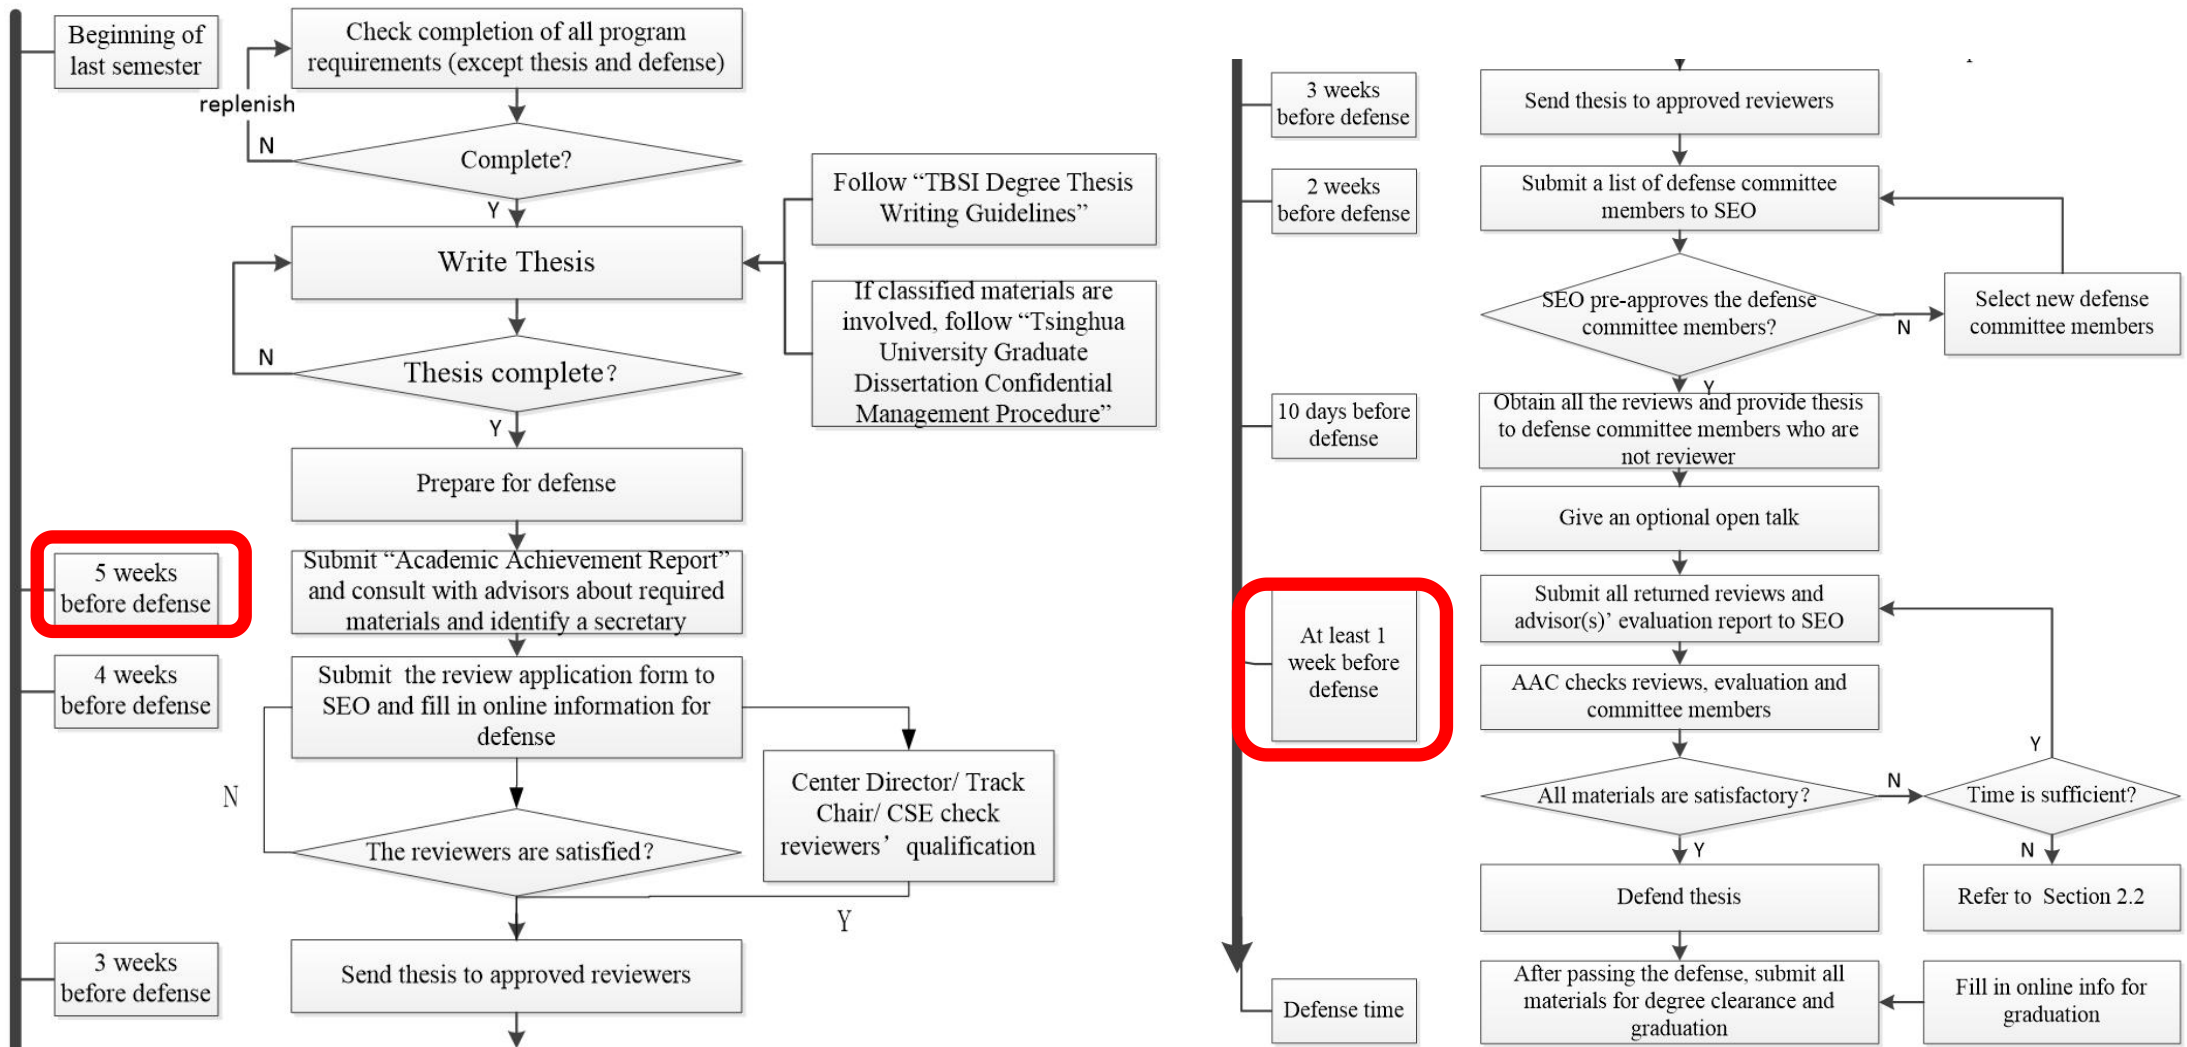 Beginning of
last semester
Check completion of all program
requirements (except thesis and defense)
replenish
N
Complete?
Y
Follow “TBSI Degree Thesis
Writing Guidelines”
Write Thesis
If classified materials are
involved, follow “Tsinghua
University Graduate
Dissertation Confidential
Management Procedure”
N
Thesis complete?
Y
Prepare for defense
5 weeks
before defense
Submit “Academic Achievement Report”
and consult with advisors about required
materials and identify a secretary
4 weeks
before defense
Submit the review application form to
SEO and fill in online information for
defense
N
Center Director/ Track
Chair/ CSE check
reviewers’ qualification
The reviewers are satisfied?
Y
3 weeks
before defense
Send thesis to approved reviewers
3 weeks
before defense
Send thesis to approved reviewers
2 weeks
before defense
Submit a list of defense committee
members to SEO
SEO pre-approves the defense
committee members?
N
Select new defense
committee members
Y
10 days before
defense
Obtain all the reviews and provide thesis
to defense committee members who are
not reviewer
Give an optional open talk
At least 1
week before
defense
Submit all returned reviews and
advisor(s)’ evaluation report to SEO
AAC checks reviews, evaluation and
committee members
Y
All materials are satisfactory?
N
Time is sufficient?
Y
N
Defend thesis
Refer to Section 2.2
Defense time
After passing the defense, submit all
materials for degree clearance and
graduation
Fill in online info for
graduation